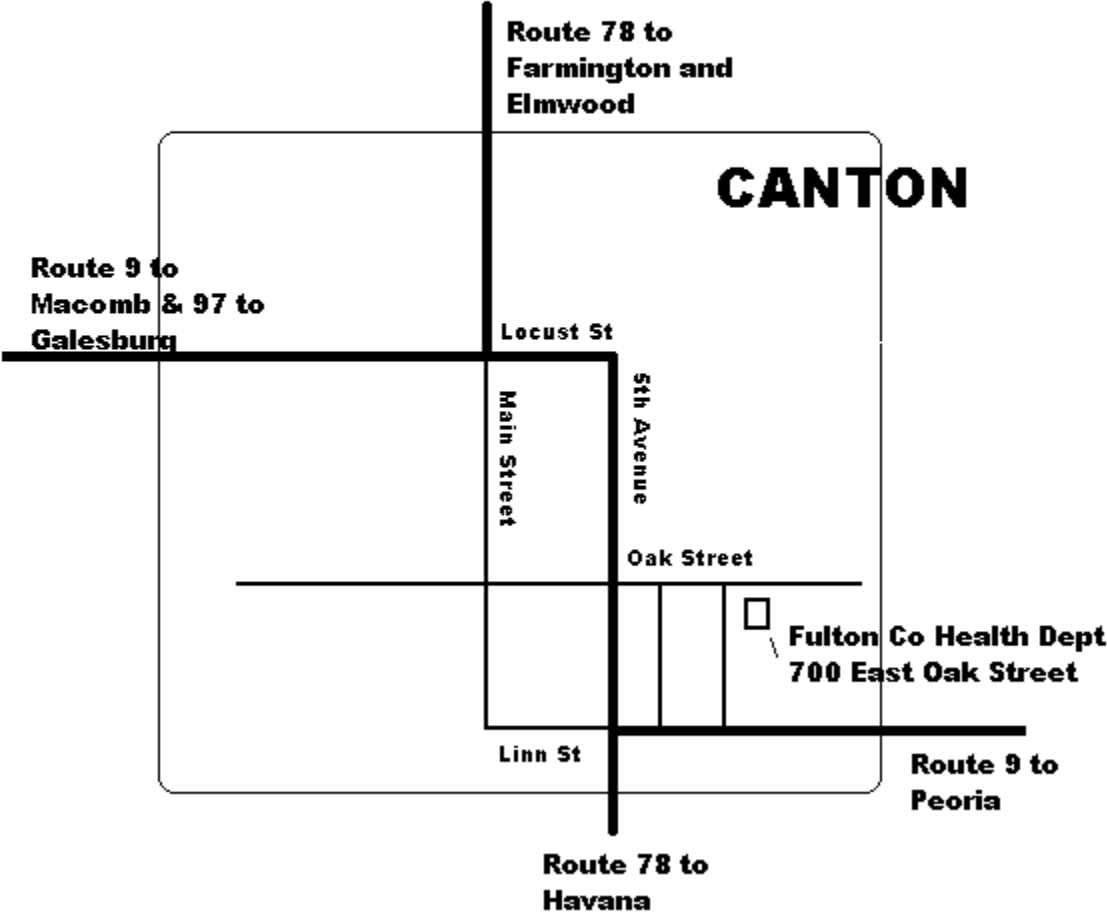 Route 78 to
Farmington and
Elmwood
CANTON
Route 9 to
Macomb & 97 to
Galesburg
Locust St
5th Avenue
Main Street
Oak Street
Fulton Co Health Dept
700 East Oak Street
Linn St
Route 9 to
Peoria
Route 78 to
Havana